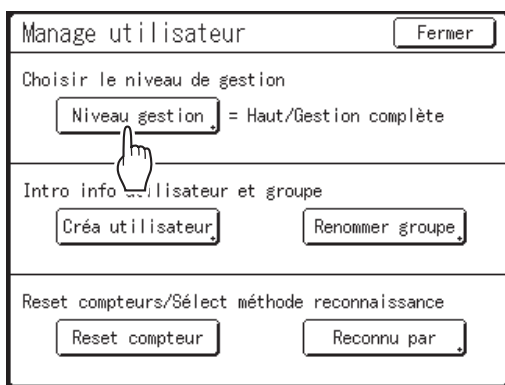 Manage utilisateur Fermer
Choisir le niveau de gestion
Niveau gestion = Haut/Gestion complète
Intro info utilisateur et groupe
Créa utilisateur Renommer groupe
Reset compteurs/Sélect méthode reconnaissance
Reset compteur Reconnu par